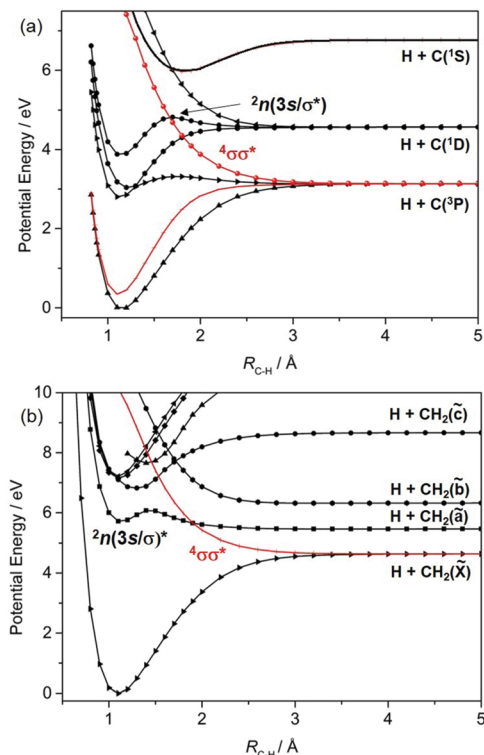 (a)
6
4
2
0
Potential Energy / eV
²n(3s/σ*)
⁴σσ*
H + C(¹S)
H + C(¹D)
H + C(³P)
1 2 3 4 5
R_C-H / Å
(b)
10
8
6
4
2
0
Potential Energy / eV
²n(3s/σ)*
⁴σσ*
H + CH₂(c̃)
H + CH₂(b̃)
H + CH₂(ã)
H + CH₂(X̃)
1 2 3 4 5
R_C-H / Å